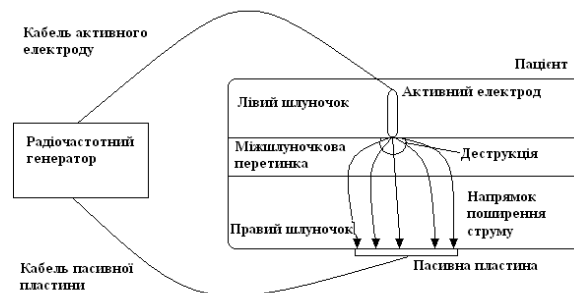 Кабель активного
електроду
Пацієнт
Лівий шлуночок
Активний електрод
Радіочастотний
генератор
Міжшлуночкова
перетинка
Деструкція
Напрямок
поширення
струму
Правий шлуночок
Кабель пасивної
пластини
Пасивна пластина